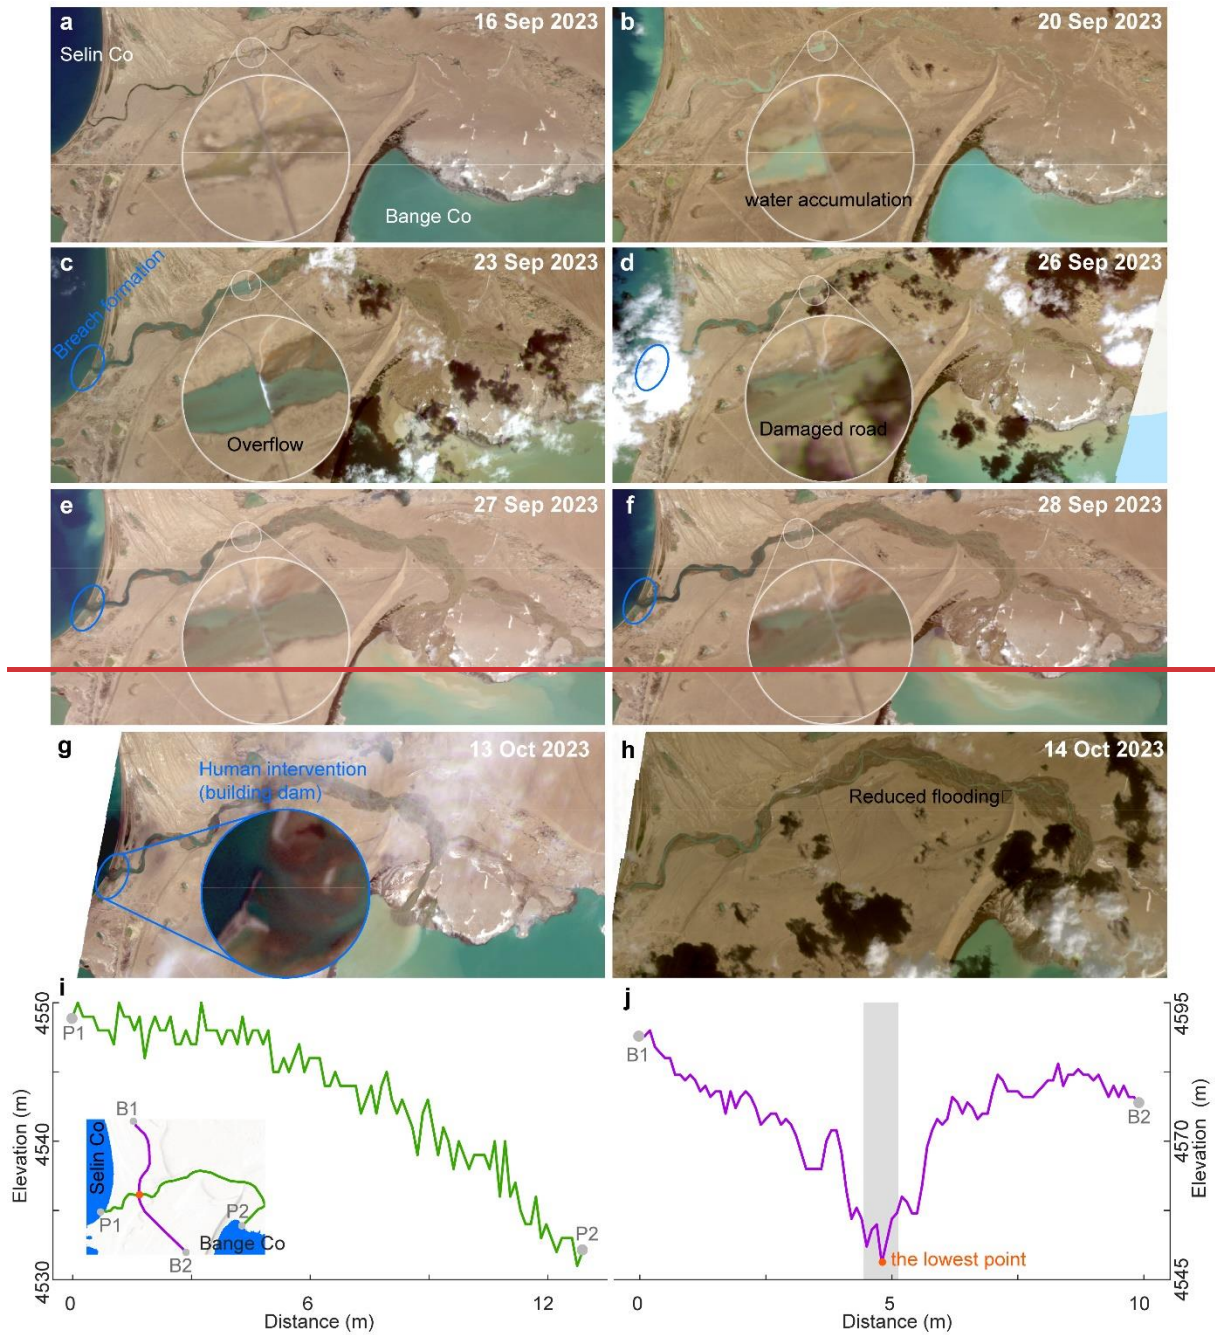 a
16 Sep 2023
Selin Co
Bange Co
b
20 Sep 2023
water accumulation
c
23 Sep 2023
Breach formation
Overflow
d
26 Sep 2023
Damaged road
e
27 Sep 2023
f
28 Sep 2023
g
13 Oct 2023
Human intervention
(building dam)
h
14 Oct 2023
Reduced flooding
i
4550
4540
4530
Elevation (m)
P1
P2
B1
Selin Co
P1
P2
Bange Co
B2
0
6
12
Distance (m)
j
B1
B2
the lowest point
4595
4570
4545
Elevation (m)
0
5
10
Distance (m)